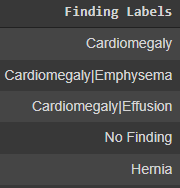 Finding Labels
Cardiomegaly
Cardiomegaly|Emphysema
Cardiomegaly|Effusion
No Finding
Hernia